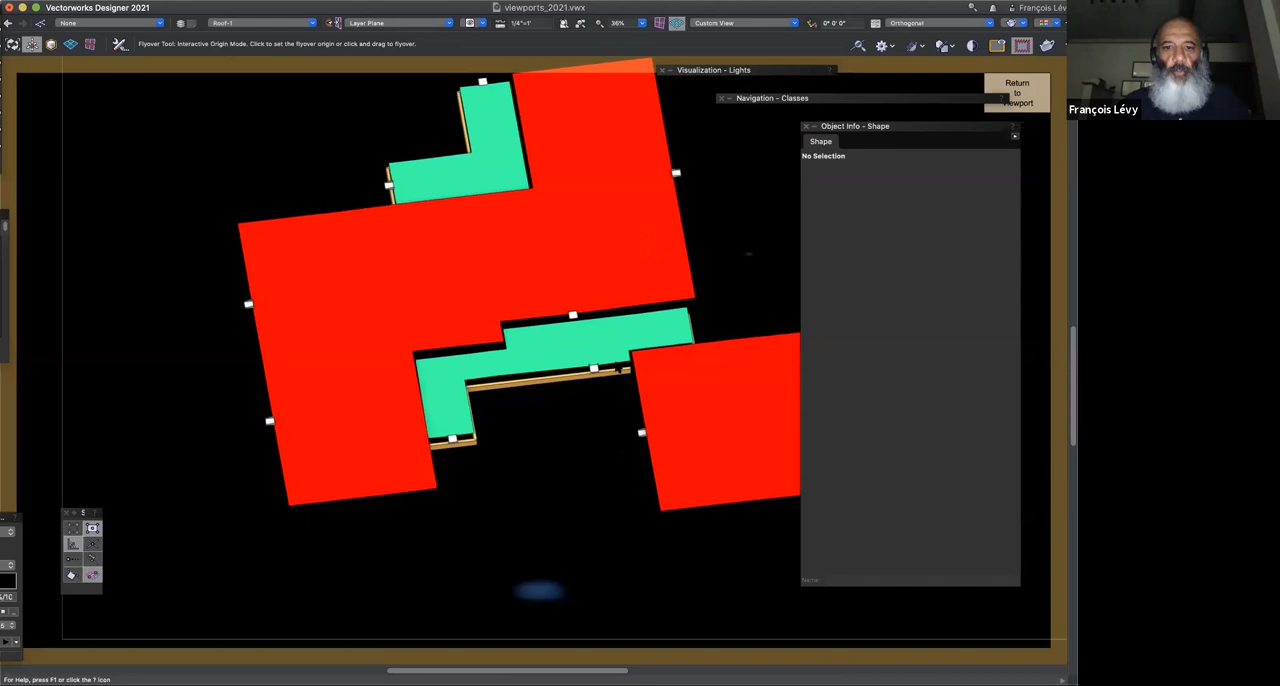 Vectorworks Designer 2021
viewports_2021.vwx
None
Roof-1
Layer Plane
1/4"=1'
36%
Custom View
0° 0' 0"
Orthogonal
François Lév
Flyover Tool: Interactive Origin Mode. Click to set the flyover origin or click and drag to flyover.
Visualization - Lights
?
Return
to
Viewport
Navigation - Classes
Object Info - Shape
?
Shape
No Selection
François Lévy
S
?
Name:
For Help, press F1 or click the ? icon